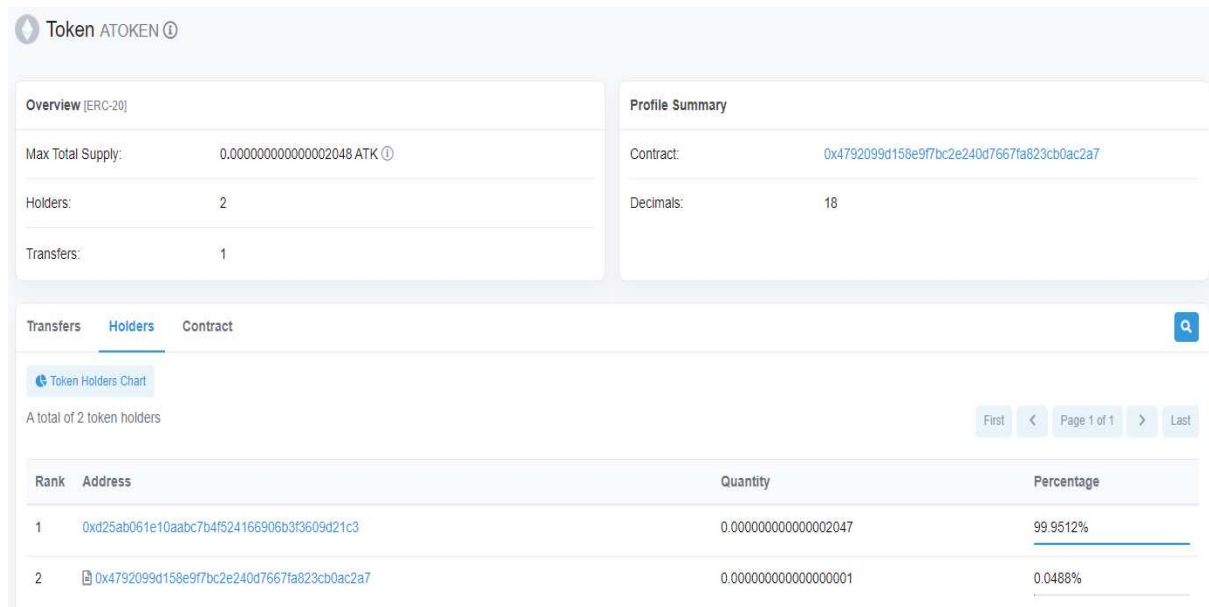 Token ATOKEN
Overview [ERC-20]
Max Total Supply: 0.000000000000002048 ATK
Holders: 2
Transfers: 1
Profile Summary
Contract: 0x4792099d158e9f7bc2e240d7667fa823cb0ac2a7
Decimals: 18
Transfers Holders Contract
Token Holders Chart
A total of 2 token holders
First < Page 1 of 1 > Last
Rank Address Quantity Percentage
1 0xd25ab061e10aabc7b4f524166906b3f3609d21c3 0.000000000000002047 99.9512%
2 0x4792099d158e9f7bc2e240d7667fa823cb0ac2a7 0.000000000000000001 0.0488%